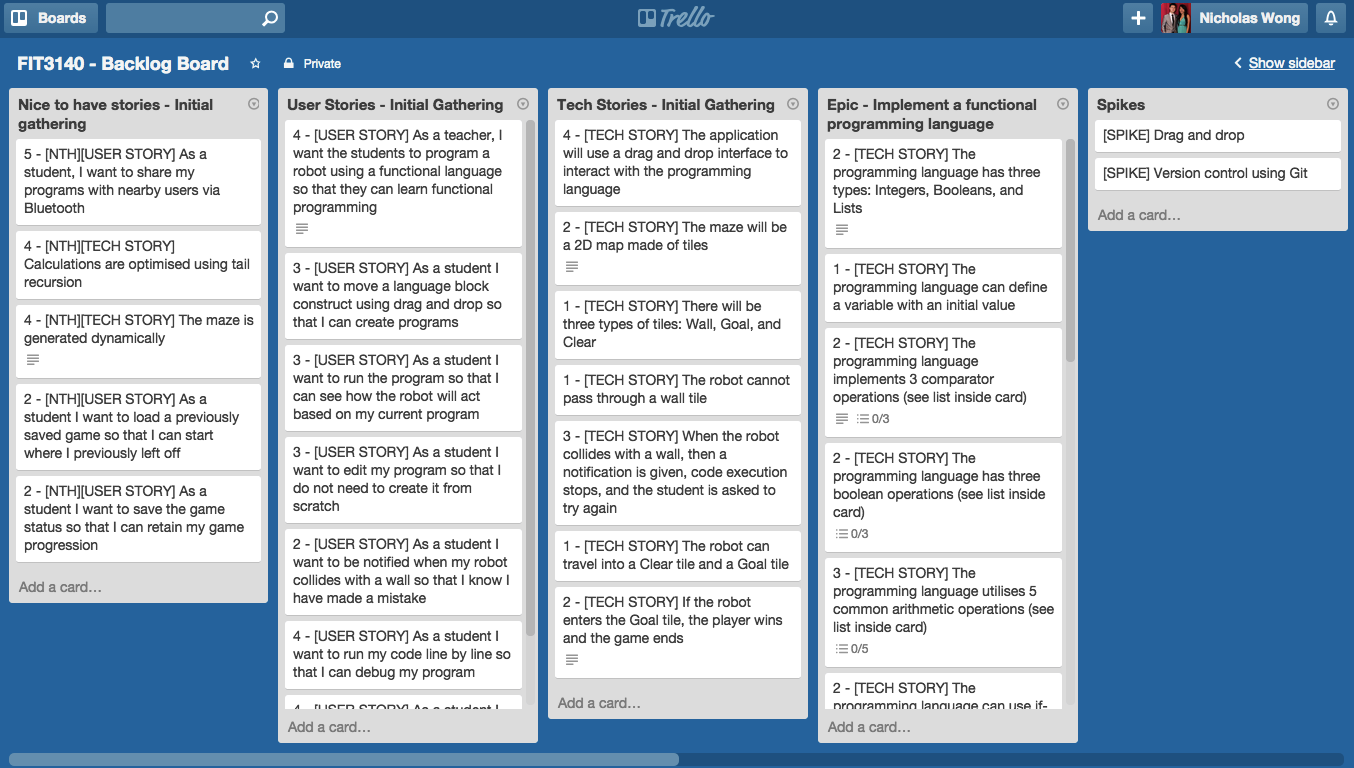 Boards
Trello
Nicholas Wong
FIT3140 - Backlog Board
Private
Show sidebar
Nice to have stories - Initial
gathering
5 - [NTH][USER STORY] As a
student, I want to share my
programs with nearby users via
Bluetooth
4 - [NTH][TECH STORY]
Calculations are optimised using tail
recursion
4 - [NTH][TECH STORY] The maze is
generated dynamically
2 - [NTH][USER STORY] As a
student I want to load a previously
saved game so that I can start
where I previously left off
2 - [NTH][USER STORY] As a
student I want to save the game
status so that I can retain my game
progression
Add a card…
User Stories - Initial Gathering
4 - [USER STORY] As a teacher, I
want the students to program a
robot using a functional language
so that they can learn functional
programming
3 - [USER STORY] As a student I
want to move a language block
construct using drag and drop so
that I can create programs
3 - [USER STORY] As a student I
want to run the program so that I
can see how the robot will act
based on my current program
3 - [USER STORY] As a student I
want to edit my program so that I
do not need to create it from
scratch
2 - [USER STORY] As a student I
want to be notified when my robot
collides with a wall so that I know I
have made a mistake
4 - [USER STORY] As a student I
want to run my code line by line so
that I can debug my program
4 - [USER STORY] As a student I
Add a card…
Tech Stories - Initial Gathering
4 - [TECH STORY] The application
will use a drag and drop interface to
interact with the programming
language
2 - [TECH STORY] The maze will be
a 2D map made of tiles
1 - [TECH STORY] There will be
three types of tiles: Wall, Goal, and
Clear
1 - [TECH STORY] The robot cannot
pass through a wall tile
3 - [TECH STORY] When the robot
collides with a wall, then a
notification is given, code execution
stops, and the student is asked to
try again
1 - [TECH STORY] The robot can
travel into a Clear tile and a Goal tile
2 - [TECH STORY] If the robot
enters the Goal tile, the player wins
and the game ends
Add a card…
Epic - Implement a functional
programming language
2 - [TECH STORY] The
programming language has three
types: Integers, Booleans, and
Lists
1 - [TECH STORY] The
programming language can define
a variable with an initial value
2 - [TECH STORY] The
programming language
implements 3 comparator
operations (see list inside card)
0/3
2 - [TECH STORY] The
programming language has three
boolean operations (see list inside
card)
0/3
3 - [TECH STORY] The
programming language utilises 5
common arithmetic operations (see
list inside card)
0/5
2 - [TECH STORY] The
programming language can use if-
Add a card…
Spikes
[SPIKE] Drag and drop
[SPIKE] Version control using Git
Add a card…